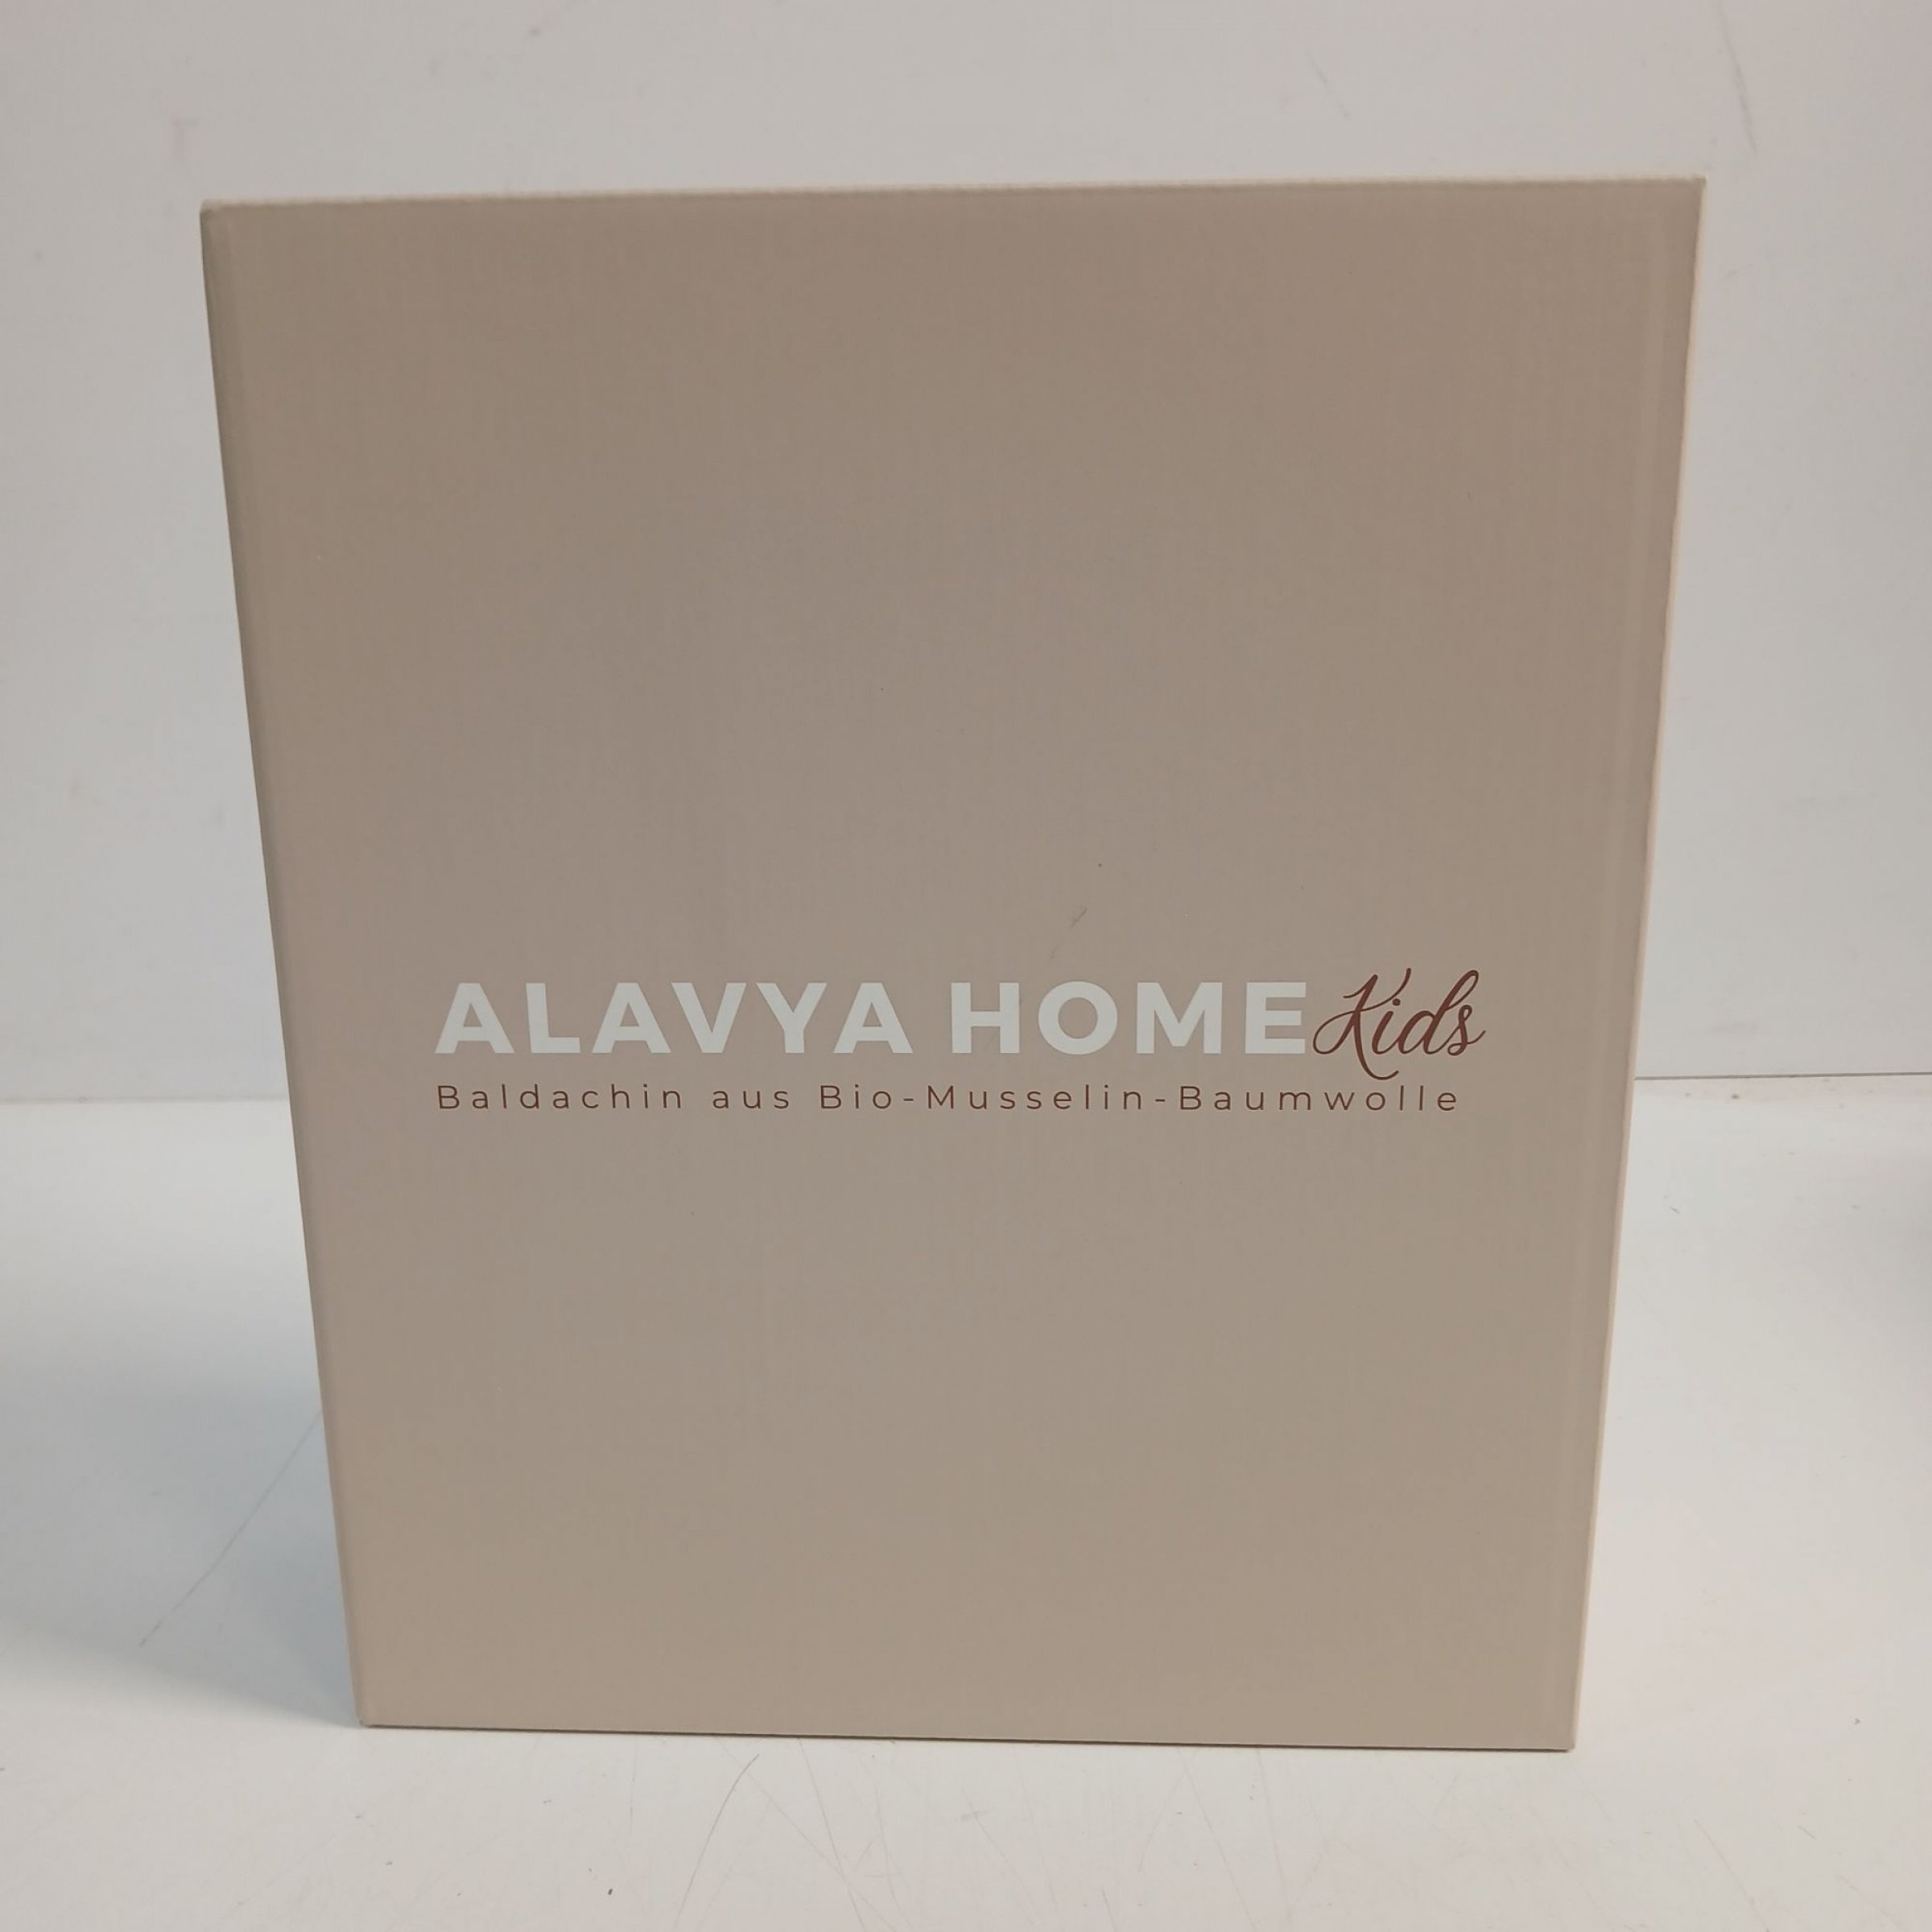 ALAVYA HOME Kids
Baldachin aus Bio-Musselin-Baumwolle